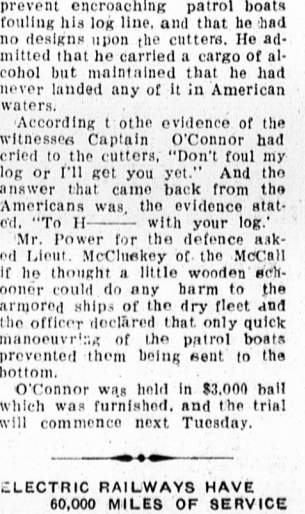 prevent encroaching patrol boats
fouling his log line, and that he had
no designs upon the cutters. He ad-
mitted that he carried a cargo of al-
cohol but maintained that he had
never landed any of it in American
waters.
According t othe evidence of the
witnesses Captain O'Connor had
cried to the cutters, "Don't foul my
log or I'll get you yet." And the
answer that came back from the
Americans was, the evidence stat-
ed, "To H—— with your log.'
Mr. Power for the defence ask-
ed Lieut. McCluskey of the McCall
if he thought a little wooden sch-
ooner could do any harm to the
armored ships of the dry fleet and
the officer declared that only quick
manoeuvring of the patrol boats
prevented them being sent to the
bottom.
O'Connor was held in $3,000 bail
which was furnished, and the trial
will commence next Tuesday.
ELECTRIC RAILWAYS HAVE
60,000 MILES OF SERVICE